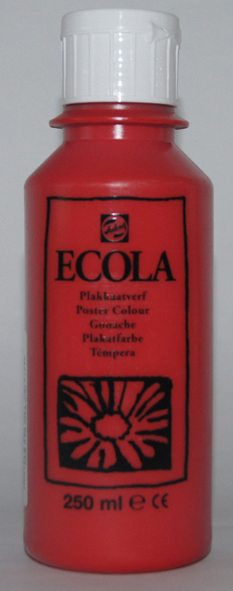 ECOLA
Plakkaatverf
Poster Colour
Gouache
Plakatfarbe
Témpera
250 ml ℮ CE